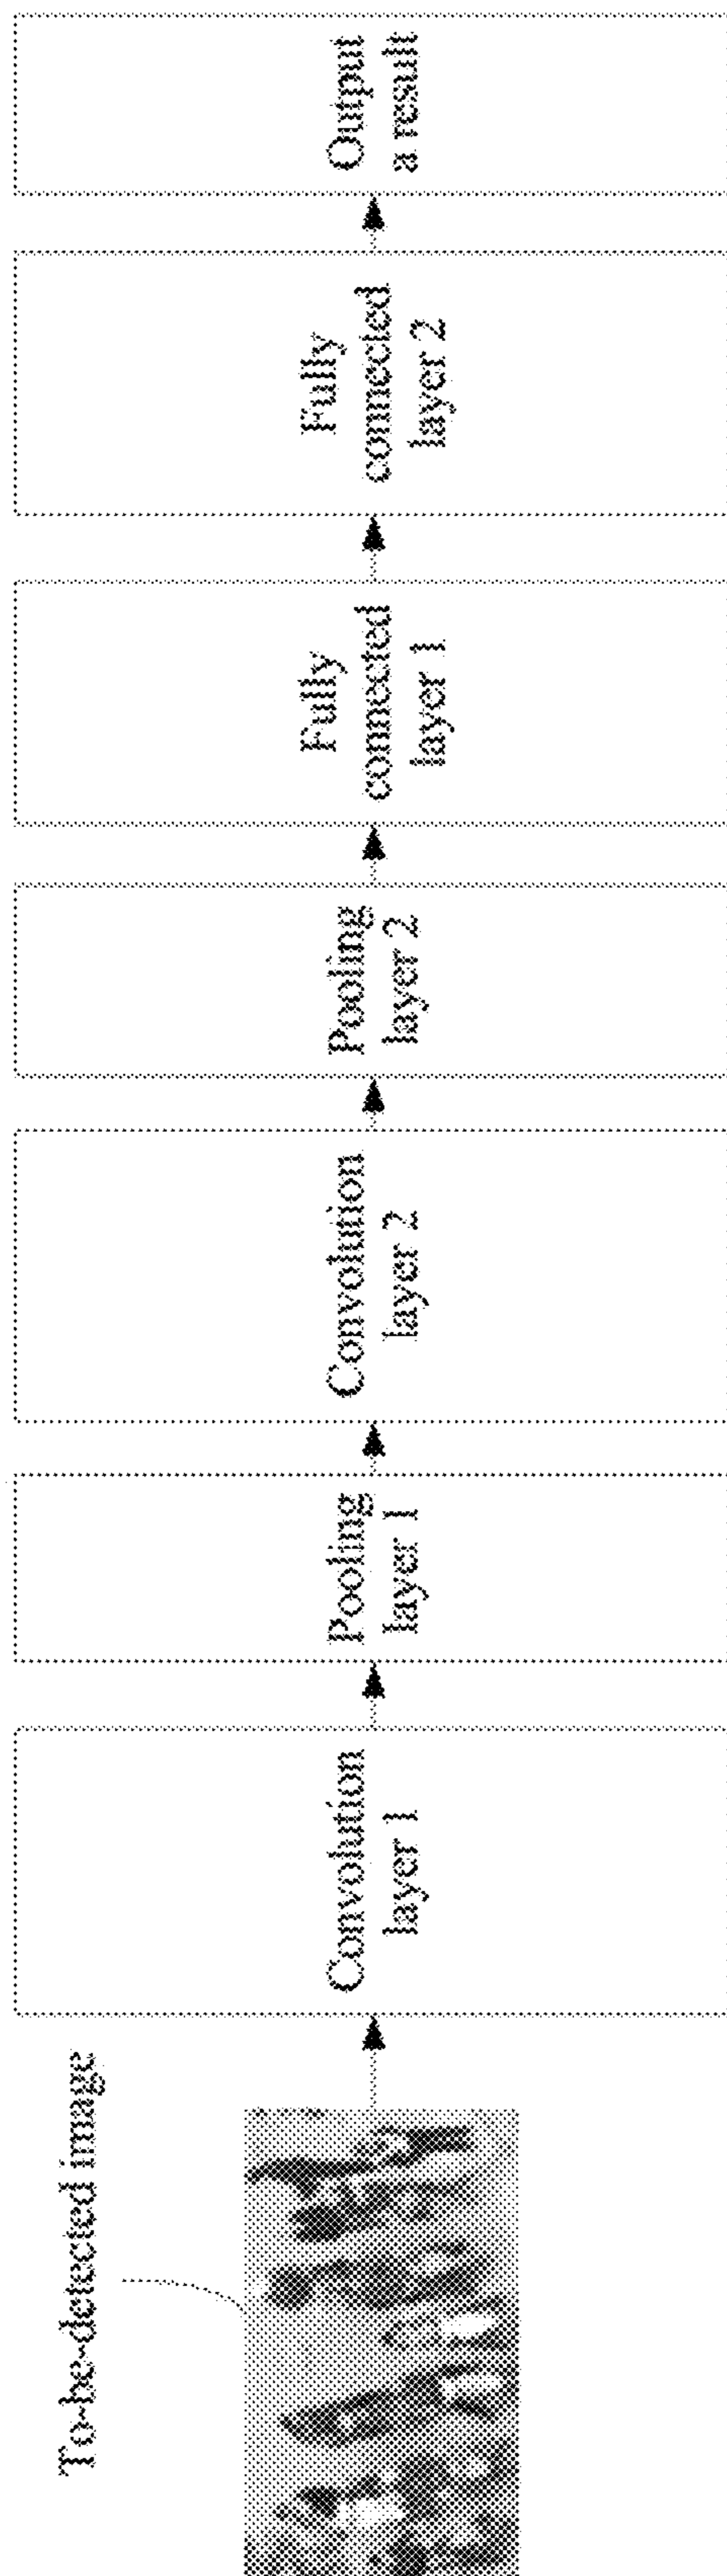 To-be-detected image
Convolution
layer 1
Pooling
layer 1
Convolution
layer 2
Pooling
layer 2
Fully
connected
layer 1
Fully
connected
layer 2
Output
a result